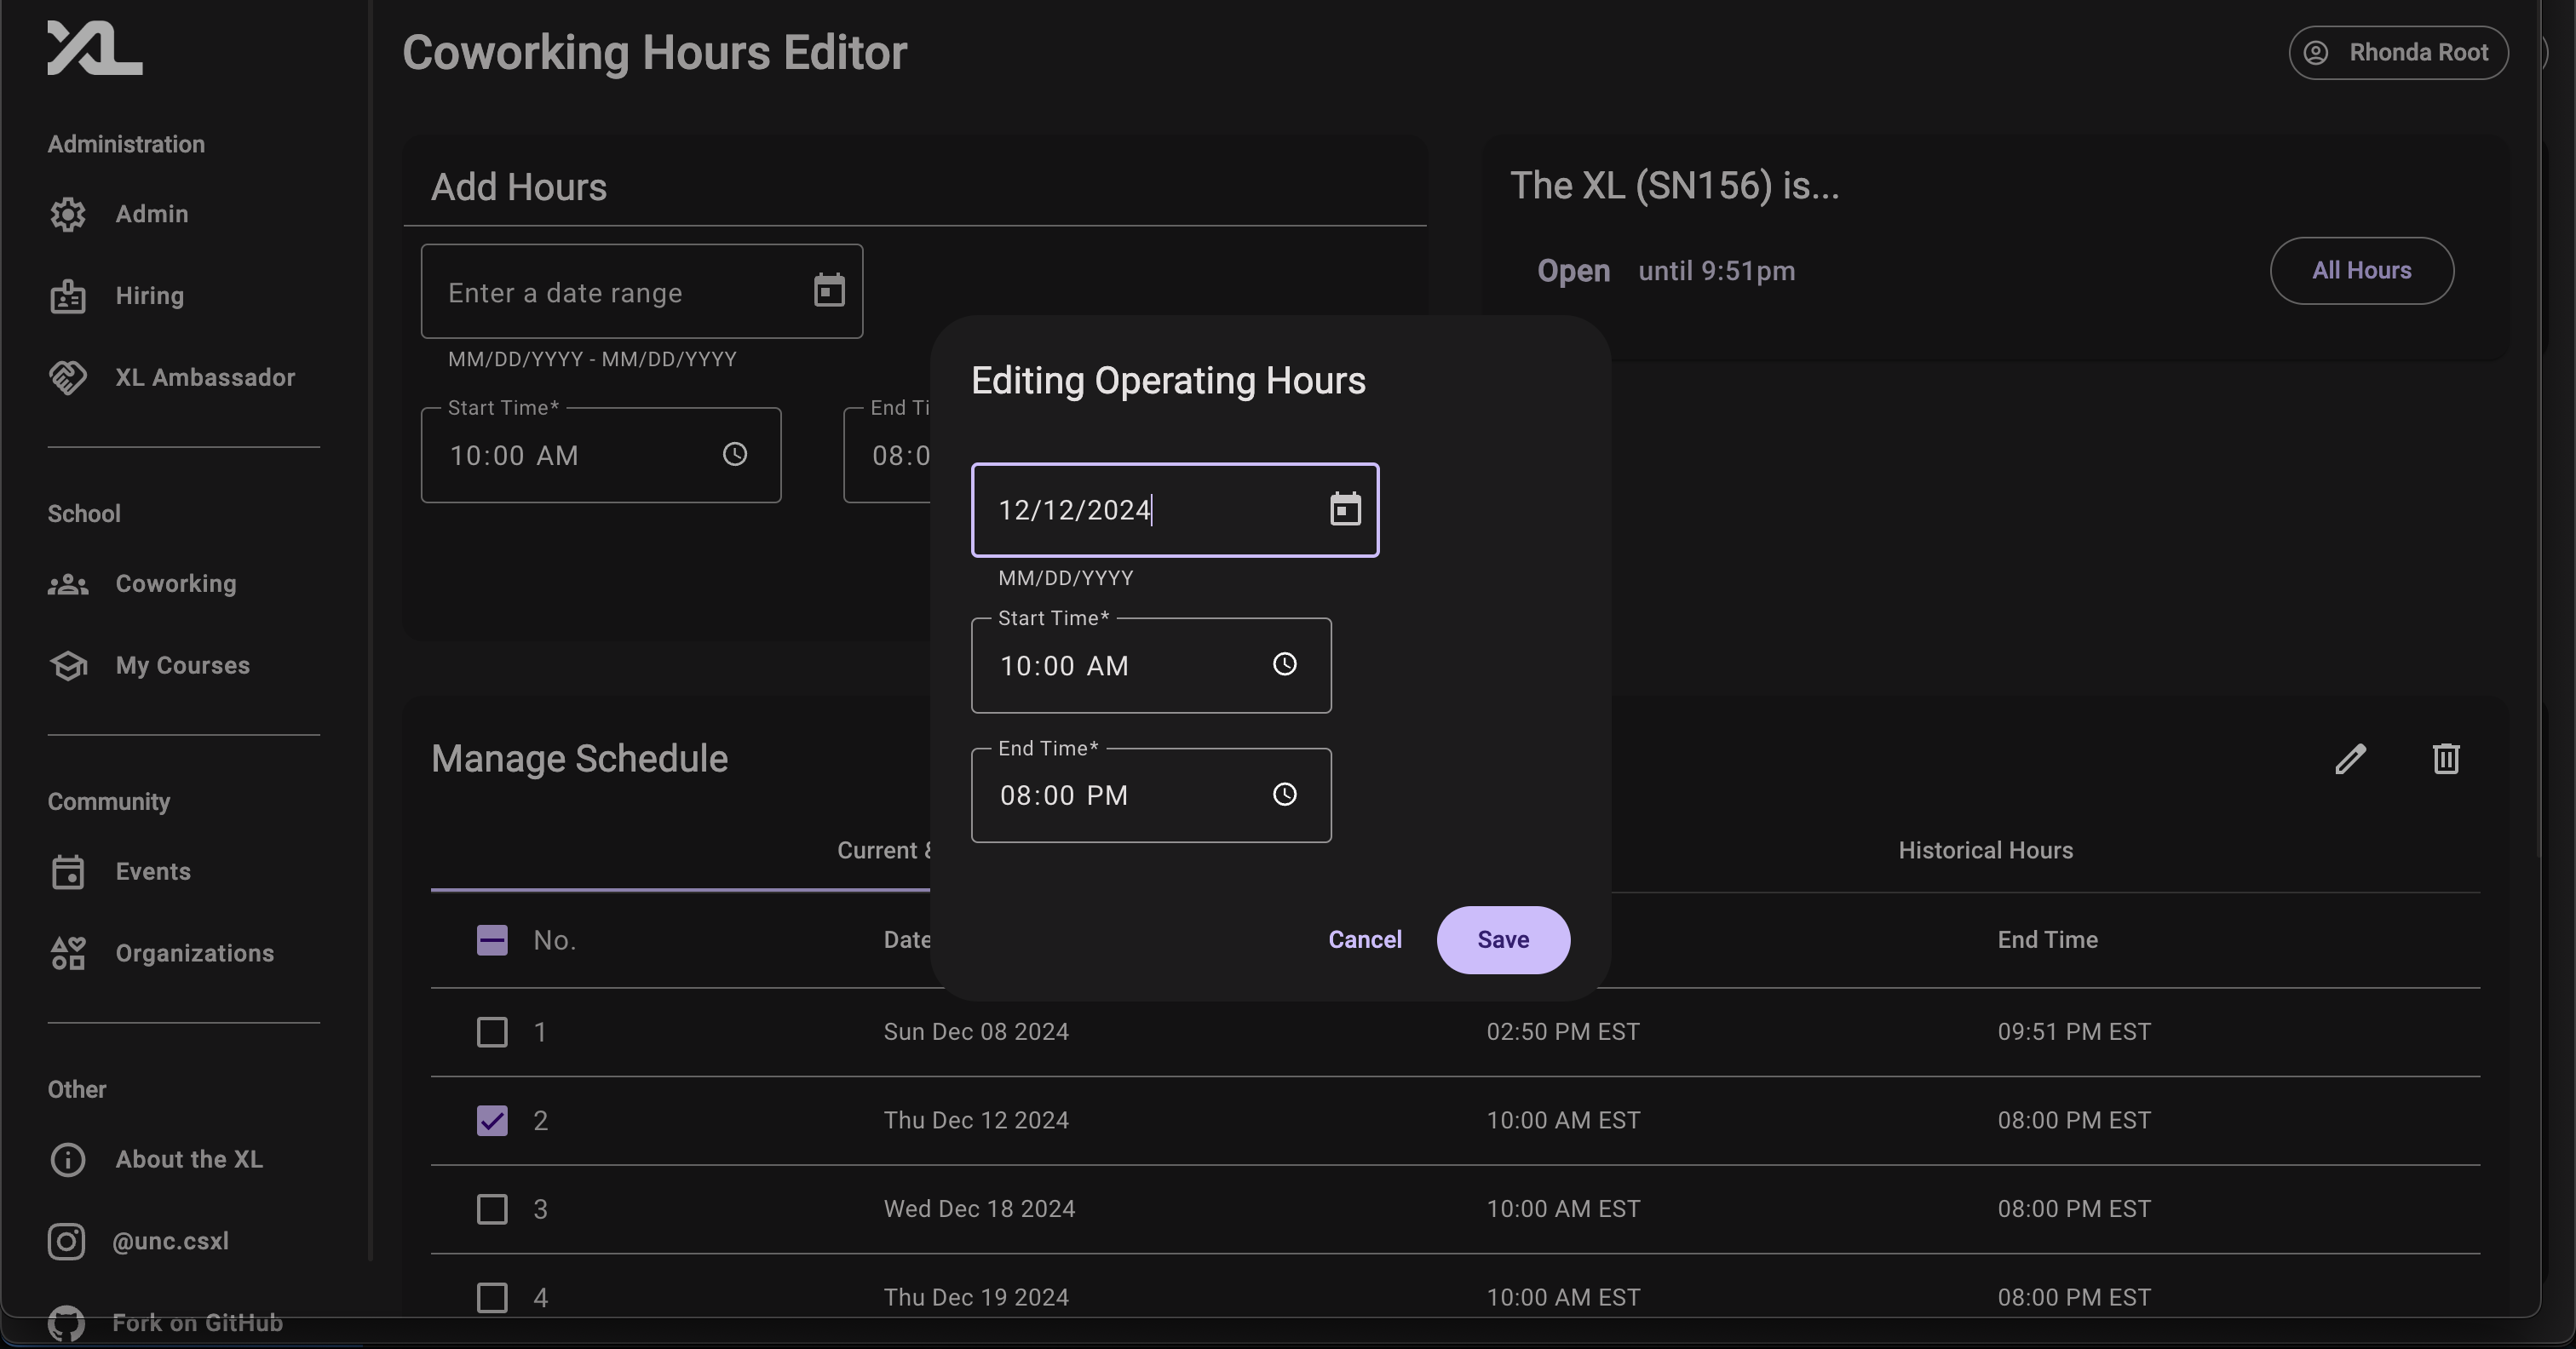 XL
Coworking Hours Editor
Rhonda Root
Administration
Admin
Hiring
XL Ambassador
School
Coworking
My Courses
Community
Events
Organizations
Other
About the XL
@unc.csxl
Fork on GitHub
Add Hours
Enter a date range
MM/DD/YYYY - MM/DD/YYYY
Start Time*
10:00 AM
End Ti
08:0
The XL (SN156) is...
Open until 9:51pm
All Hours
Editing Operating Hours
12/12/2024
MM/DD/YYYY
Start Time*
10:00 AM
End Time*
08:00 PM
Cancel
Save
Manage Schedule
Current &
Historical Hours
No. Date End Time
1 Sun Dec 08 2024 02:50 PM EST 09:51 PM EST
2 Thu Dec 12 2024 10:00 AM EST 08:00 PM EST
3 Wed Dec 18 2024 10:00 AM EST 08:00 PM EST
4 Thu Dec 19 2024 10:00 AM EST 08:00 PM EST